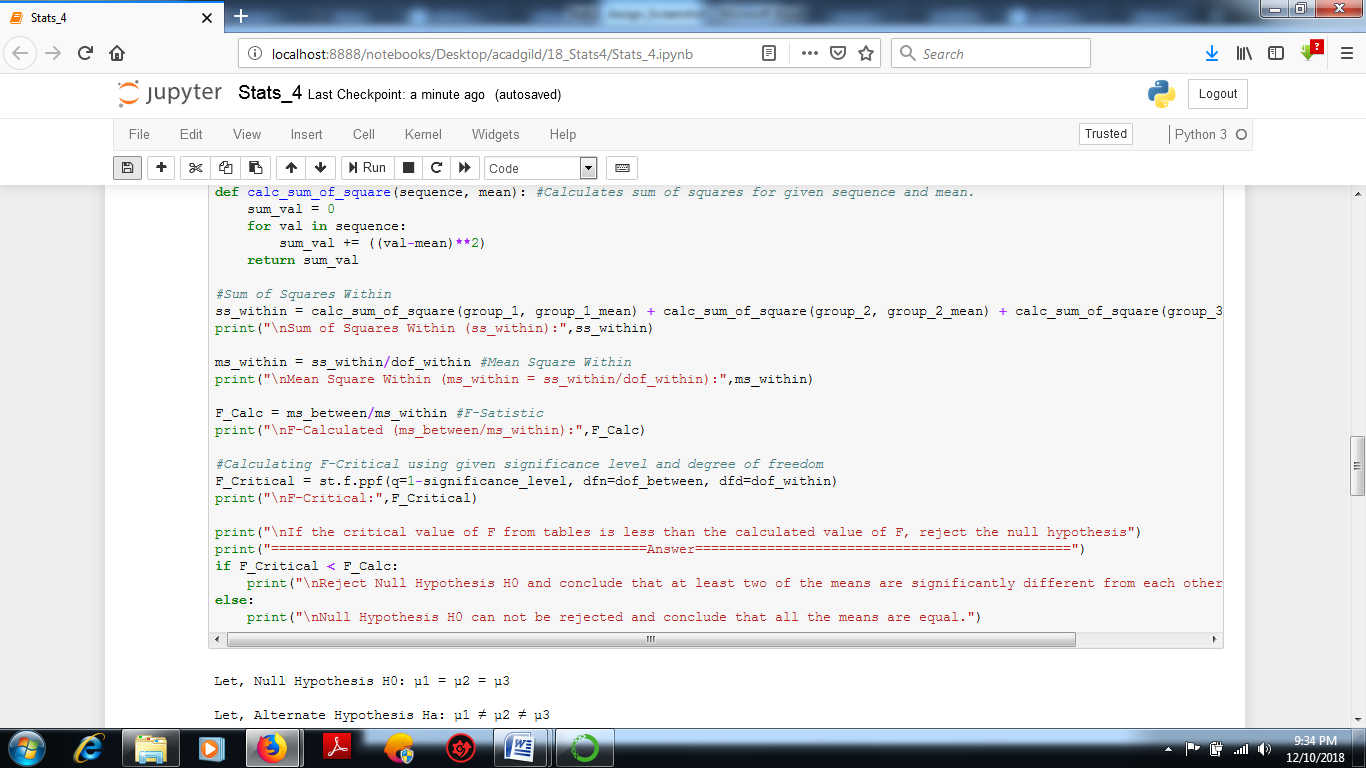 Stats_4
localhost:8888/notebooks/Desktop/acadgild/18_Stats4/Stats_4.ipynb
Search
jupyter Stats_4 Last Checkpoint: a minute ago (autosaved)
Logout
File Edit View Insert Cell Kernel Widgets Help
Trusted Python 3
Run Code
def calc_sum_of_square(sequence, mean): #Calculates sum of squares for given sequence and mean.
    sum_val = 0
    for val in sequence:
        sum_val += ((val-mean)**2)
    return sum_val
#Sum of Squares Within
ss_within = calc_sum_of_square(group_1, group_1_mean) + calc_sum_of_square(group_2, group_2_mean) + calc_sum_of_square(group_3
print("\nSum of Squares Within (ss_within):",ss_within)
ms_within = ss_within/dof_within #Mean Square Within
print("\nMean Square Within (ms_within = ss_within/dof_within):",ms_within)
F_Calc = ms_between/ms_within #F-Satistic
print("\nF-Calculated (ms_between/ms_within):",F_Calc)
#Calculating F-Critical using given significance level and degree of freedom
F_Critical = st.f.ppf(q=1-significance_level, dfn=dof_between, dfd=dof_within)
print("\nF-Critical:",F_Critical)
print("\nIf the critical value of F from tables is less than the calculated value of F, reject the null hypothesis")
print("===============================================Answer===============================================")
if F_Critical < F_Calc:
    print("\nReject Null Hypothesis H0 and conclude that at least two of the means are significantly different from each other
else:
    print("\nNull Hypothesis H0 can not be rejected and conclude that all the means are equal.")
Let, Null Hypothesis H0: μ1 = μ2 = μ3
Let, Alternate Hypothesis Ha: μ1 ≠ μ2 ≠ μ3
9:34 PM
12/10/2018